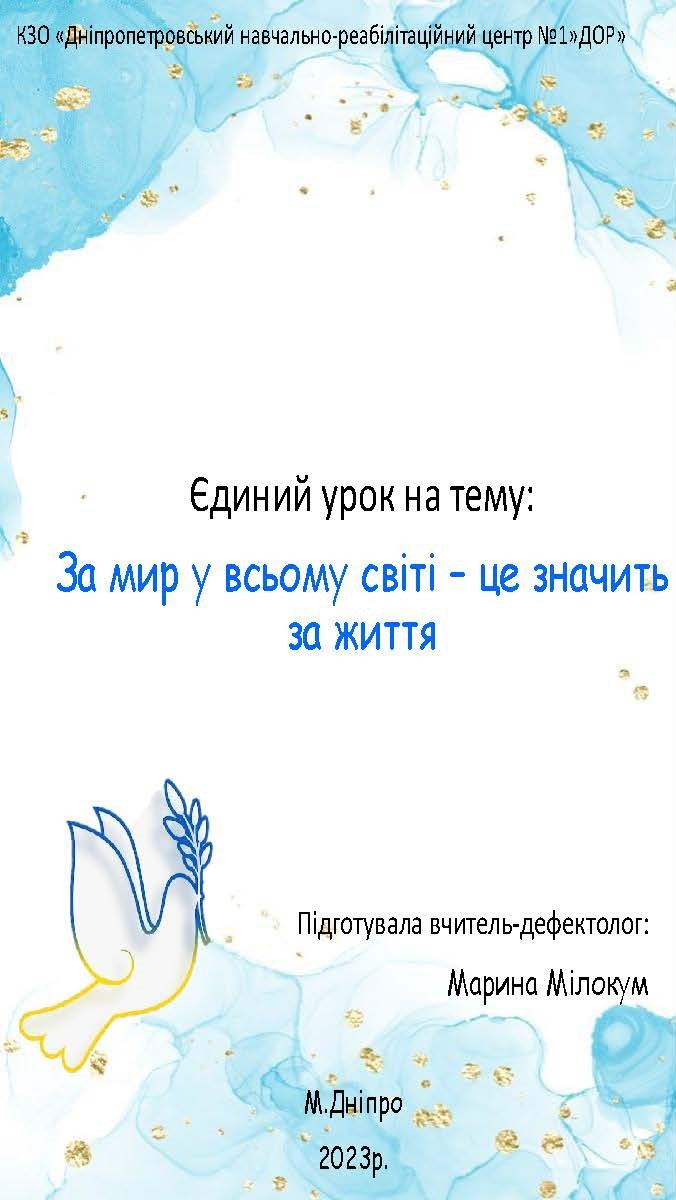 КЗО «Дніпропетровський навчально-реабілітаційний центр №1»ДОР»
Єдиний урок на тему:
За мир у всьому світі – це значить
за життя
Підготувала вчитель-дефектолог:
Марина Мілокум
М.Дніпро
2023р.